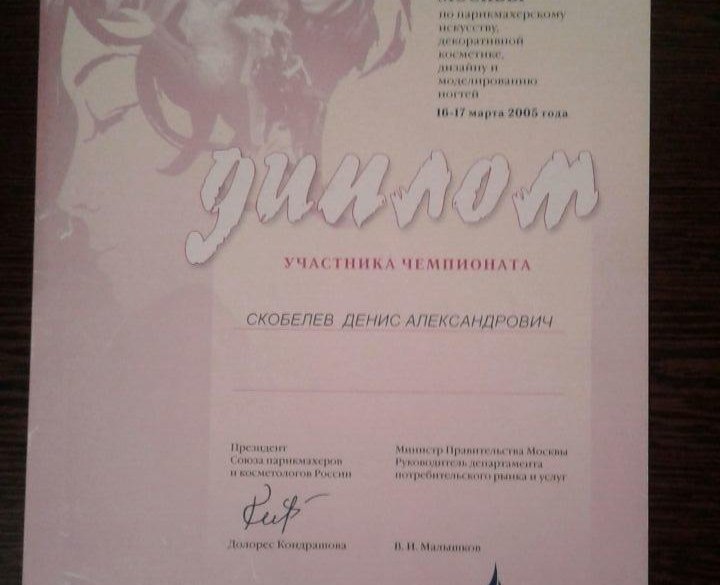 по парикмахерскому
искусству,
декоративной
косметике,
дизайну и
моделированию
ногтей
16-17 марта 2005 года
диплом
УЧАСТНИКА ЧЕМПИОНАТА
СКОБЕЛЕВ ДЕНИС АЛЕКСАНДРОВИЧ
Президент
Союза парикмахеров
и косметологов России
Долорес Кондрашова
Министр Правительства Москвы
Руководитель департамента
потребительского рынка и услуг
В. И. Малышков